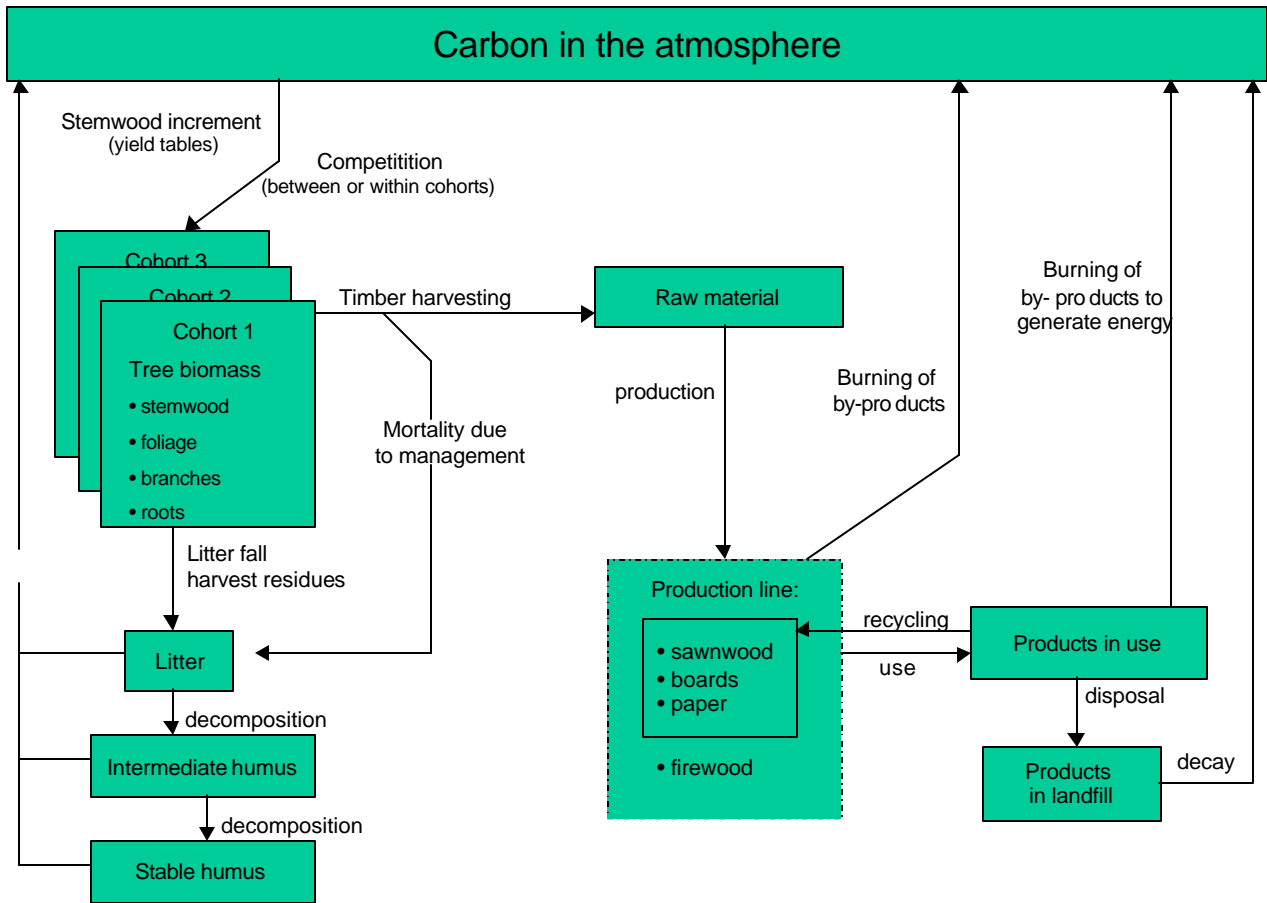 Carbon in the atmosphere
Stemwood increment
(yield tables)
Competitition
(between or within cohorts)
Cohort 3
Cohort 2
Cohort 1
Tree biomass
• stemwood
• foliage
• branches
• roots
Timber harvesting
Raw material
Mortality due
to management
production
Burning of
by-pro ducts
Burning of
by- pro ducts to
generate energy
Litter fall
harvest residues
Litter
decomposition
Intermediate humus
decomposition
Stable humus
Production line:
• sawnwood
• boards
• paper
• firewood
recycling
use
Products in use
disposal
Products
in landfill
decay